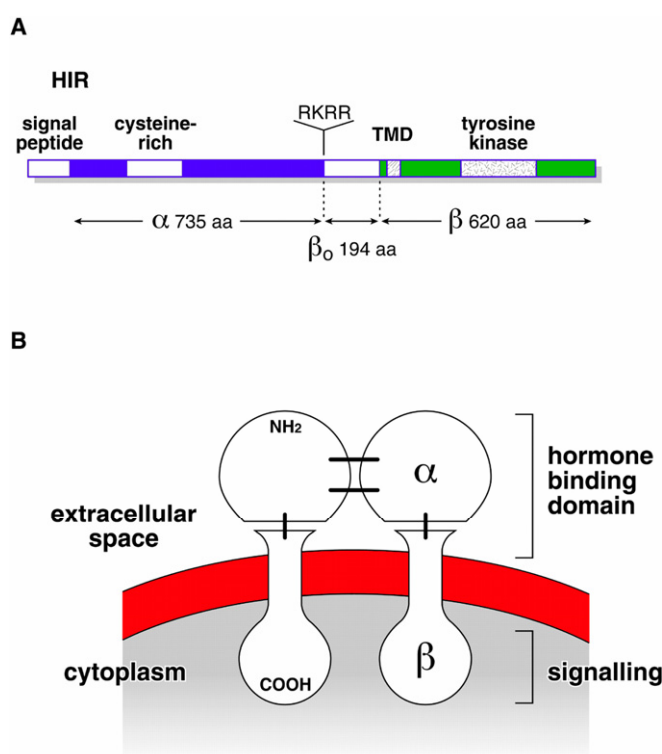 A
HIR
signal
peptide
cysteine-
rich
RKRR
TMD
tyrosine
kinase
α 735 aa
β₀ 194 aa
β 620 aa
B
NH₂
α
hormone
binding
domain
extracellular
space
cytoplasm
COOH
β
signalling